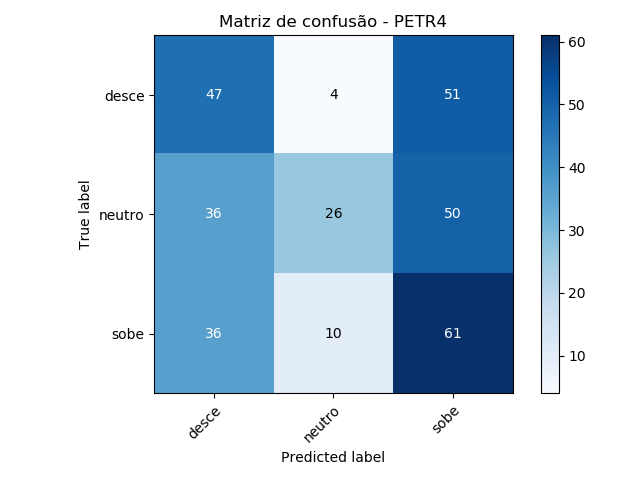 Matriz de confusão - PETR4
True label
desce 47 4 51
neutro 36 26 50
sobe 36 10 61
desce neutro sobe
Predicted label
60
50
40
30
20
10